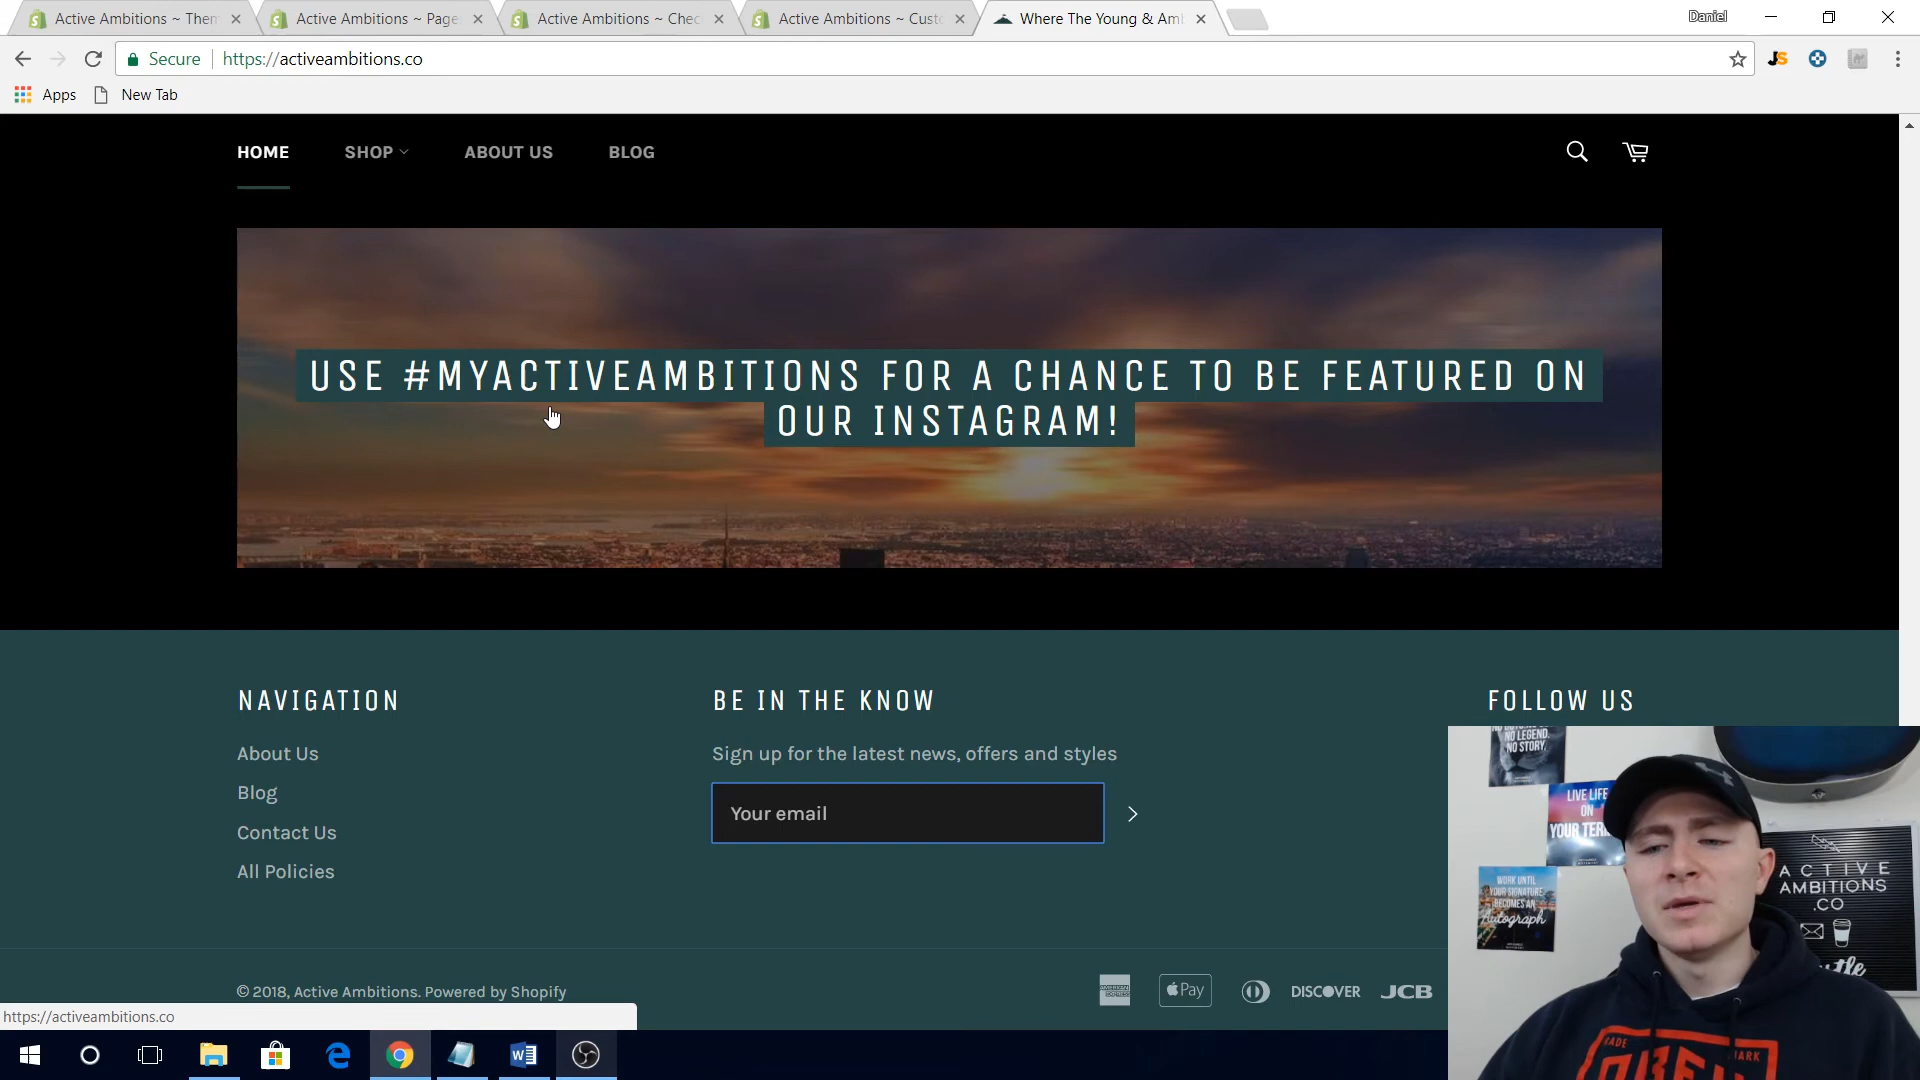 Active Ambitions ~ Them
Active Ambitions ~ Page
Active Ambitions ~ Chec
Active Ambitions ~ Custo
Where The Young & Amb
Daniel
Secure
https://activeambitions.co
Apps
New Tab
HOME
SHOP
ABOUT US
BLOG
USE #MYACTIVEAMBITIONS FOR A CHANCE TO BE FEATURED ON
OUR INSTAGRAM!
NAVIGATION
About Us
Blog
Contact Us
All Policies
BE IN THE KNOW
Sign up for the latest news, offers and styles
Your email
FOLLOW US
NO LEGEND.
NO STORY.
LIVE LIFE
ON
YOUR TER
WORK UNTIL
YOUR SIGNATURE
BECOMES AN
Autograph
ACTIVE
AMBITIONS
.CO
© 2018, Active Ambitions. Powered by Shopify
AMERICAN
EXPRESS
Pay
DISCOVER
JCB
https://activeambitions.co